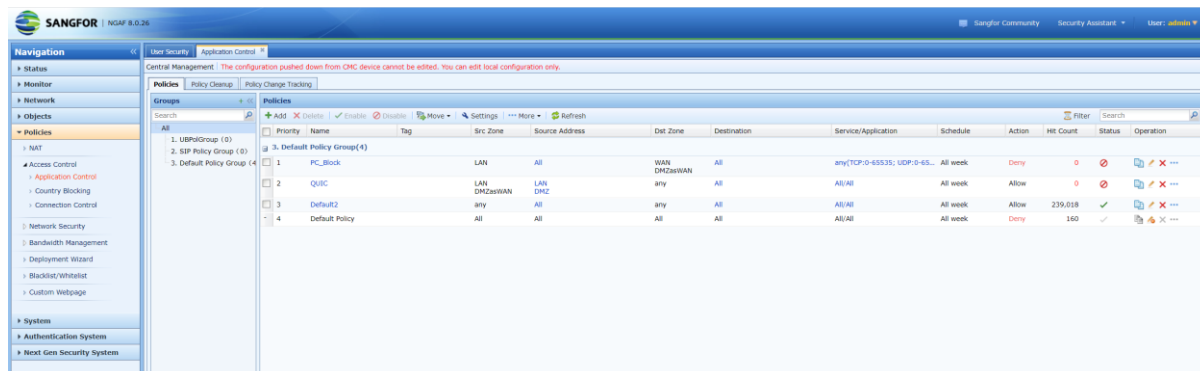 SANGFOR | NGAF 8.0.26
Sangfor Community Security Assistant User: admin
Navigation
User Security Application Control
Central Management The configuration pushed down from CMC device cannot be edited. You can edit local configuration only.
Policies Policy Cleanup Policy Change Tracking
Status
Monitor
Network
Objects
Policies
NAT
Access Control
Application Control
Country Blocking
Connection Control
Network Security
Bandwidth Management
Deployment Wizard
Blacklist/Whitelist
Custom Webpage
System
Authentication System
Next Gen Security System
Groups
Search
All
1. UBPolGroup (0)
2. SIP Policy Group (0)
3. Default Policy Group (4
Policies
Add Delete Enable Disable Move Settings More Refresh Filter Search
Priority Name Tag Src Zone Source Address Dst Zone Destination Service/Application Schedule Action Hit Count Status Operation
3. Default Policy Group(4)
1 PC_Block LAN All WAN All any(TCP:0-65535; UDP:0-65... All week Deny 0
DMZasWAN
2 QUIC LAN LAN any All All/All All week Allow 0
DMZasWAN DMZ
3 Default2 any All any All All/All All week Allow 239,018
4 Default Policy All All All All All/All All week Deny 160